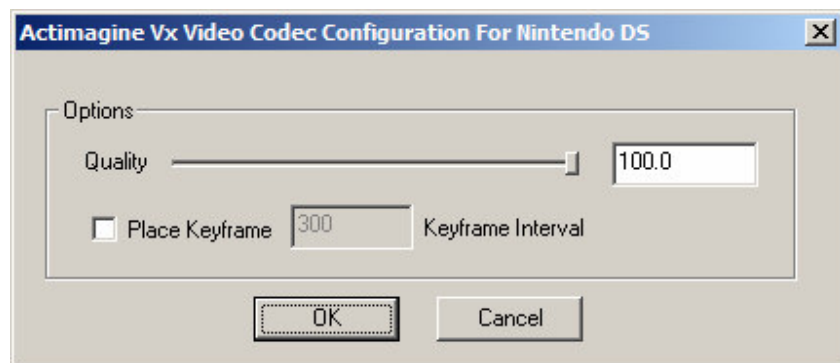 Actimagine Vx Video Codec Configuration For Nintendo DS
Options
Quality 100.0
Place Keyframe 300 Keyframe Interval
OK Cancel